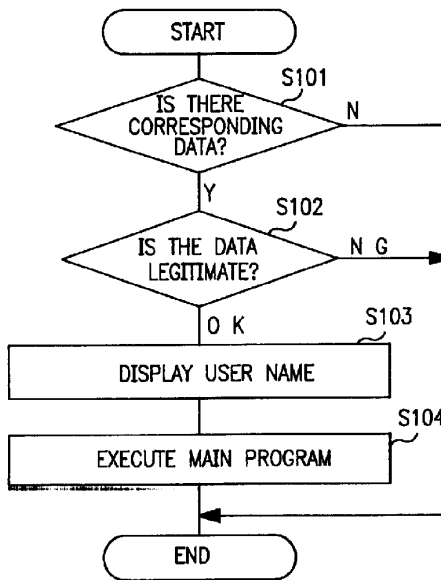 START
S101
IS THERE
CORRESPONDING
DATA?
N
Y
S102
IS THE DATA
LEGITIMATE?
N G
O K
S103
DISPLAY USER NAME
S104
EXECUTE MAIN PROGRAM
END